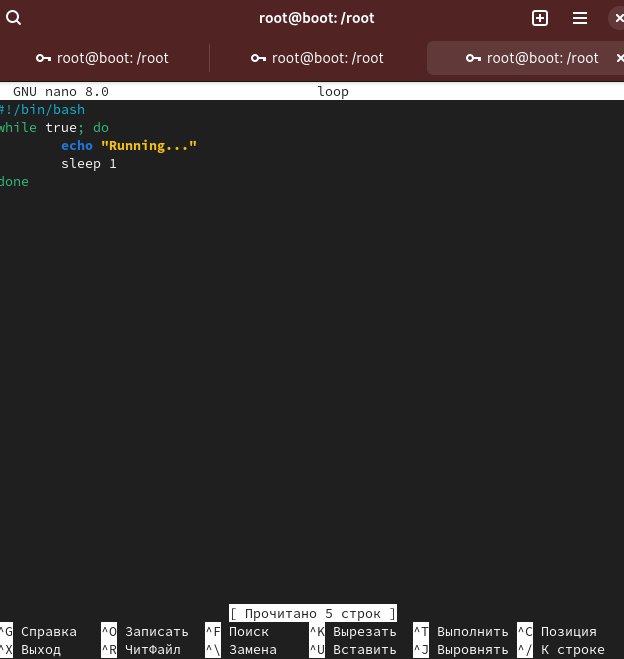 root@boot: /root
root@boot: /root root@boot: /root root@boot: /root
GNU nano 8.0 loop
#!/bin/bash
while true; do
echo "Running..."
sleep 1
done
[ Прочитано 5 строк ]
^G Справка ^O Записать ^F Поиск ^K Вырезать ^T Выполнить ^C Позиция
^X Выход ^R ЧитФайл ^\ Замена ^U Вставить ^J Выровнять ^/ К строке